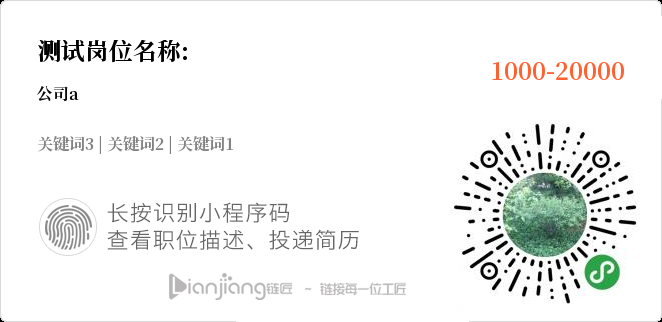 测试岗位名称:
1000-20000
公司a
关键词3 | 关键词2 | 关键词1
长按识别小程序码
查看职位描述、投递简历
Lianjiang链匠 ~ 链接每一位工匠